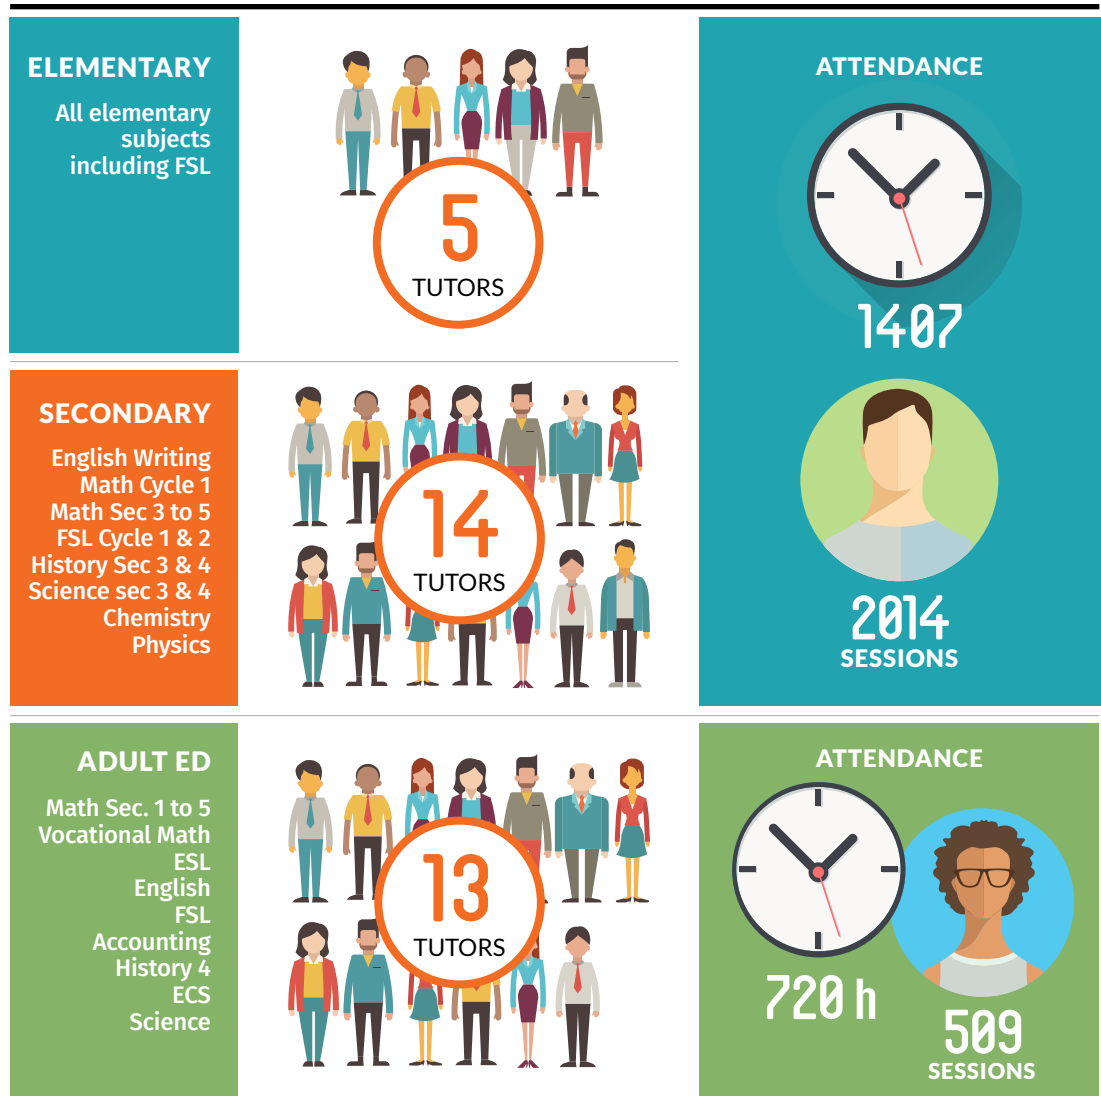 ELEMENTARY
All elementary
subjects
including FSL
5
TUTORS
ATTENDANCE
1407
2014
SESSIONS
SECONDARY
English Writing
Math Cycle 1
Math Sec 3 to 5
FSL Cycle 1 & 2
History Sec 3 & 4
Science sec 3 & 4
Chemistry
Physics
14
TUTORS
ADULT ED
Math Sec. 1 to 5
Vocational Math
ESL
English
FSL
Accounting
History 4
ECS
Science
13
TUTORS
ATTENDANCE
720 h
509
SESSIONS